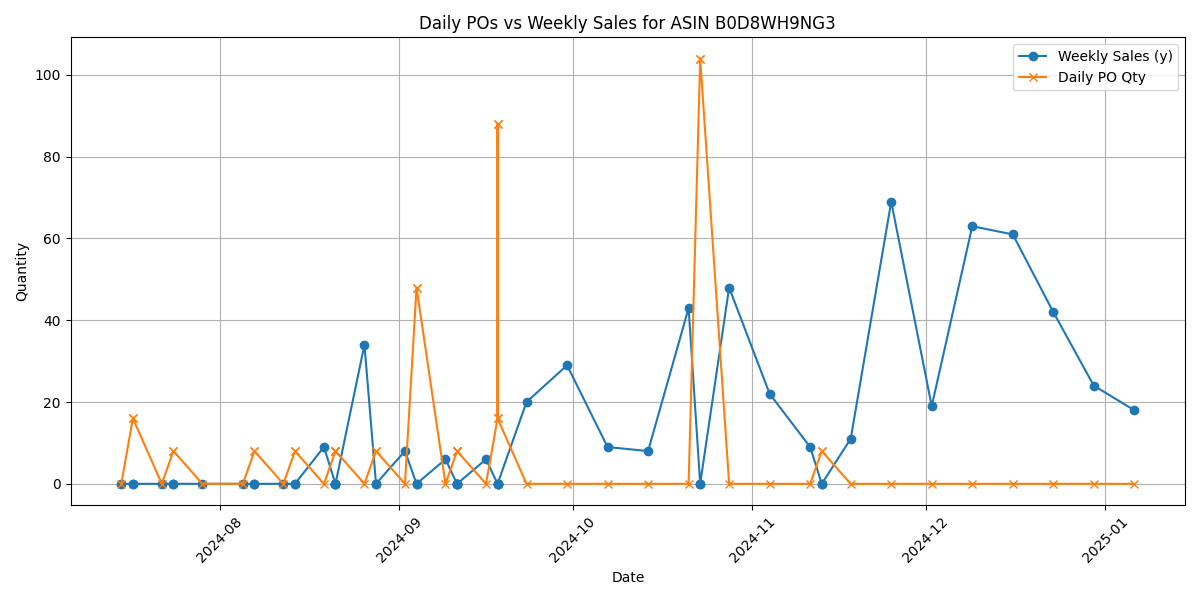 Daily POs vs Weekly Sales for ASIN B0D8WH9NG3
Weekly Sales (y)
Daily PO Qty
Quantity
100
80
60
40
20
0
2024-08
2024-09
2024-10
2024-11
2024-12
2025-01
Date